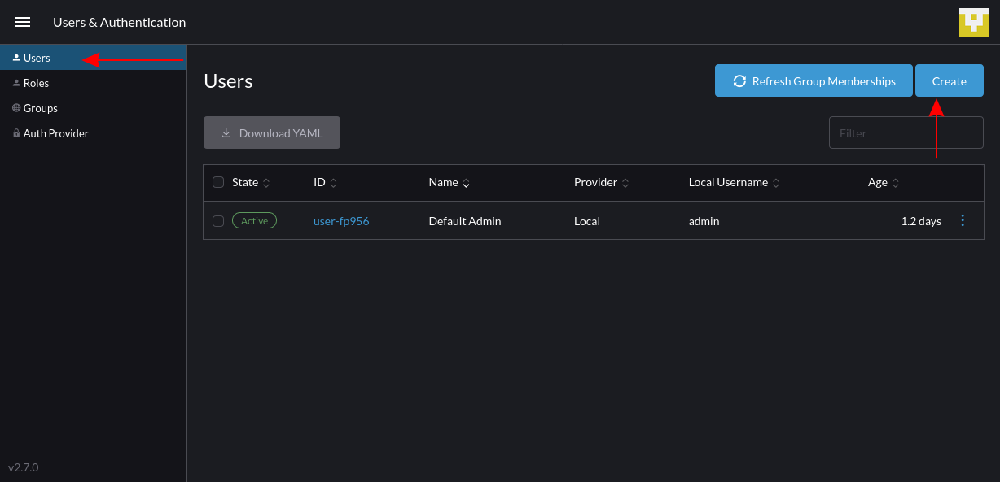 Users & Authentication
Users
Roles
Groups
Auth Provider
Users
Refresh Group Memberships
Create
Download YAML
Filter
State ID Name Provider Local Username Age
Active user-fp956 Default Admin Local admin 1.2 days
v2.7.0